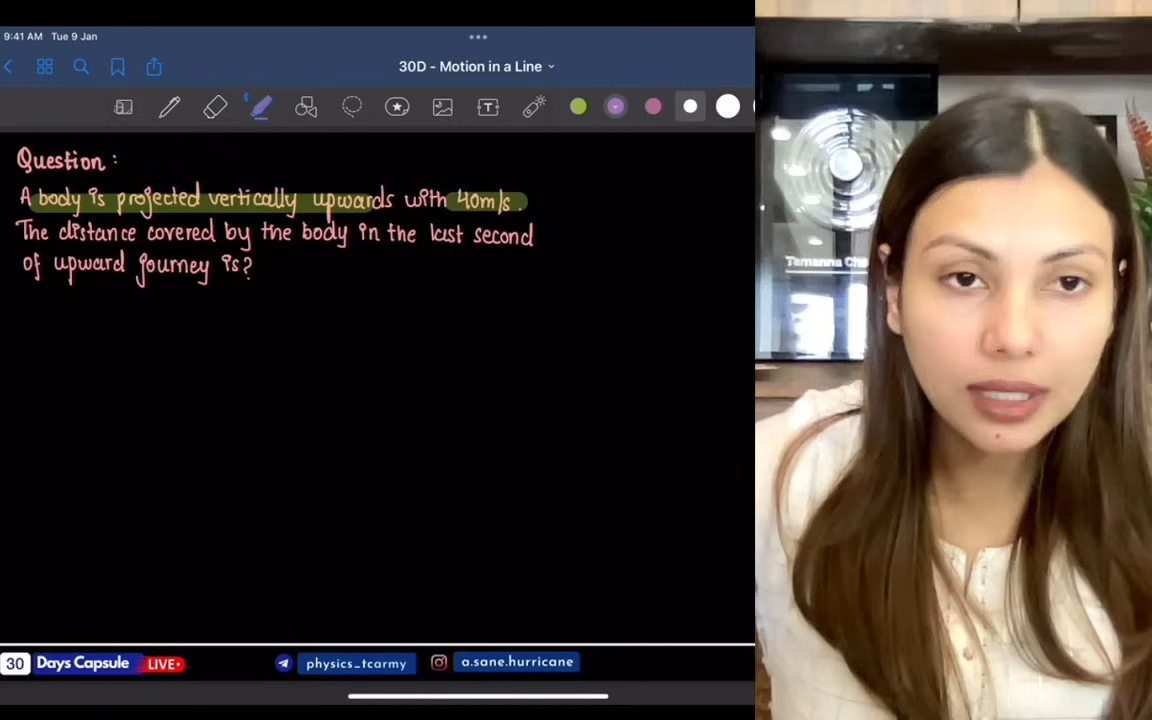 9:41 AM Tue 9 Jan
30D - Motion in a Line
Question:
A body is projected vertically upwards with 40m/s.
The distance covered by the body in the last second
of upward journey is?
30 Days Capsule LIVE
physics_tcarmy
a.sane.hurricane